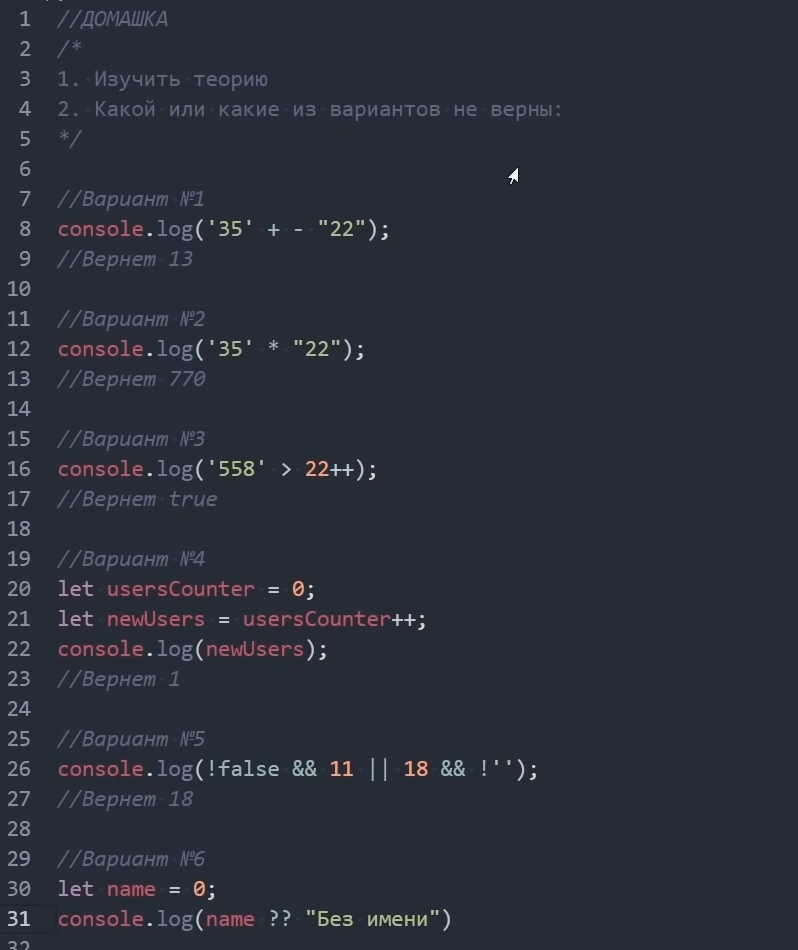 1 //ДОМАШКА
2 /*
3 1. Изучить теорию
4 2. Какой или какие из вариантов не верны:
5 */
6
7 //Вариант №1
8 console.log('35' + - "22");
9 //Вернет 13
10
11 //Вариант №2
12 console.log('35' * "22");
13 //Вернет 770
14
15 //Вариант №3
16 console.log('558' > 22++);
17 //Вернет true
18
19 //Вариант №4
20 let usersCounter = 0;
21 let newUsers = usersCounter++;
22 console.log(newUsers);
23 //Вернет 1
24
25 //Вариант №5
26 console.log(!false && 11 || 18 && !'');
27 //Вернет 18
28
29 //Вариант №6
30 let name = 0;
31 console.log(name ?? "Без имени")
32